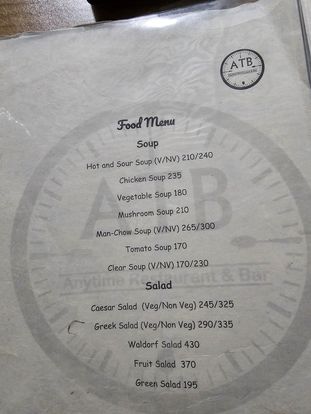 ATB
Food Menu
Soup
Hot and Sour Soup (V/NV) 210/240
Chicken Soup 235
Vegetable Soup 180
Mushroom Soup 210
Man-Chow Soup (V/NV) 265/300
Tomato Soup 170
Clear Soup (V/NV) 170/230
ATB
Anytime Restaurant & Bar
Salad
Caesar Salad (Veg/Non Veg) 245/325
Greek Salad (Veg/Non Veg) 290/335
Waldorf Salad 430
Fruit Salad 370
Green Salad 195